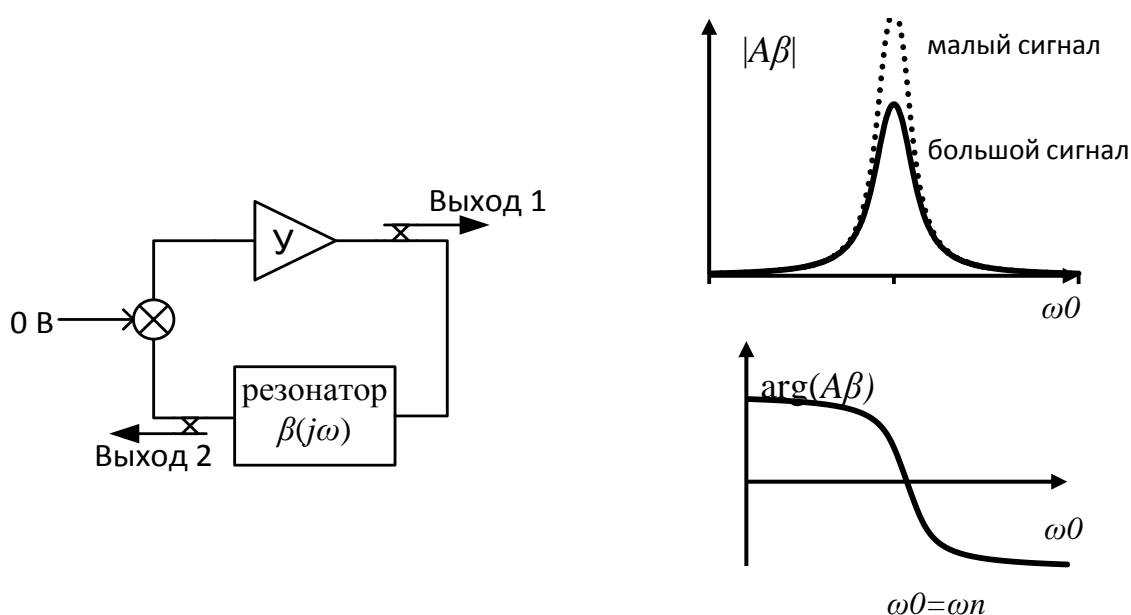 Выход 1
У
0 В
резонатор
β(jω)
Выход 2
|Aβ|
малый сигнал
большой сигнал
ω0
arg(Aβ)
ω0
ω0=ωn